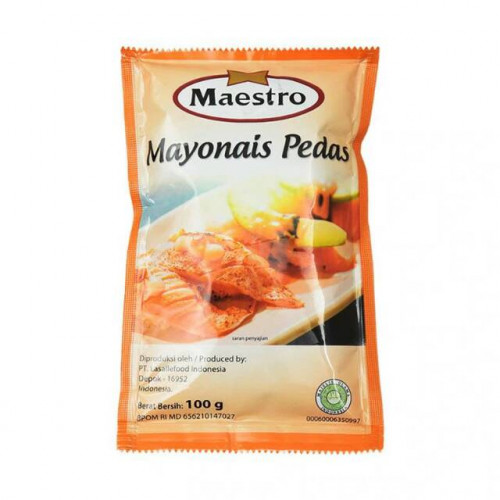 Maestro
Mayonais Pedas
saran penyajian
Diproduksi oleh / Produced by:
PT. Lasallefood Indonesia
Depok - 16952
Indonesia.
Berat Bersih: 100 g
BPOM RI MD 656210147027
00060006350997